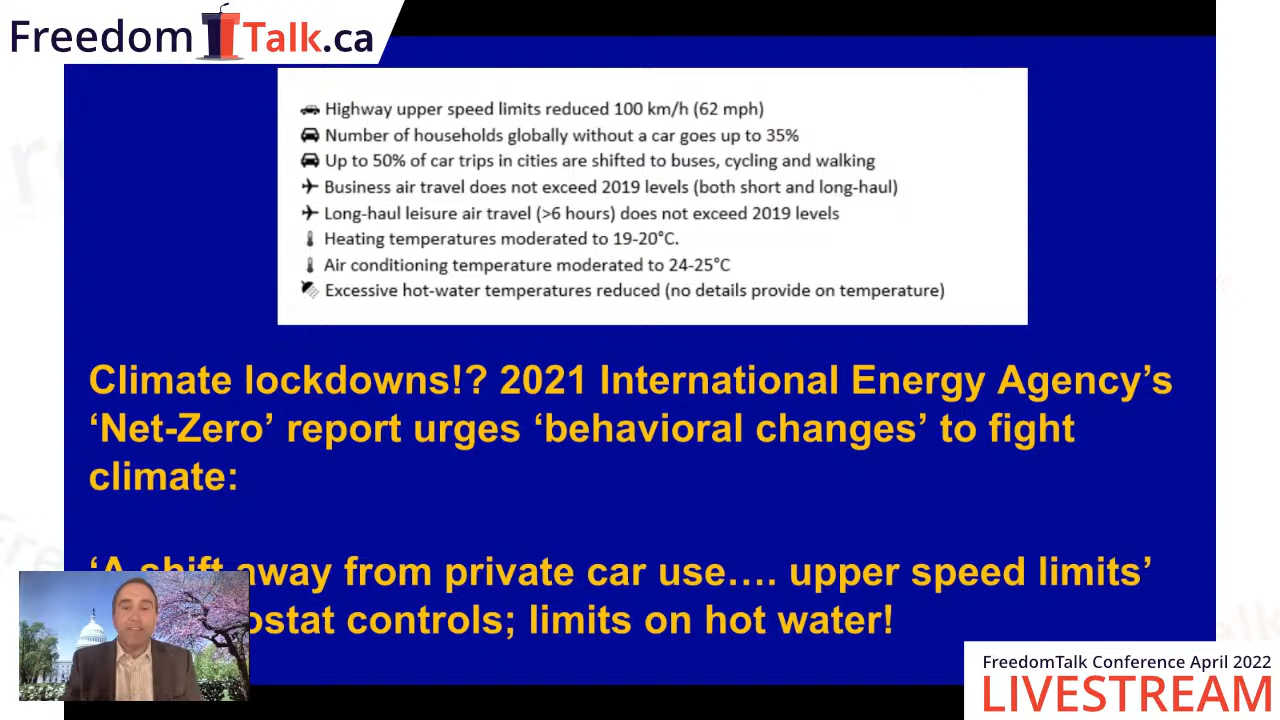 FreedomTalk.ca
Highway upper speed limits reduced 100 km/h (62 mph)
Number of households globally without a car goes up to 35%
Up to 50% of car trips in cities are shifted to buses, cycling and walking
Business air travel does not exceed 2019 levels (both short and long-haul)
Long-haul leisure air travel (>6 hours) does not exceed 2019 levels
Heating temperatures moderated to 19-20°C.
Air conditioning temperature moderated to 24-25°C
Excessive hot-water temperatures reduced (no details provide on temperature)
Climate lockdowns!? 2021 International Energy Agency’s
‘Net-Zero’ report urges ‘behavioral changes’ to fight
climate:
‘A shift away from private car use…. upper speed limits’
ostat controls; limits on hot water!
FreedomTalk Conference April 2022
LIVESTREAM